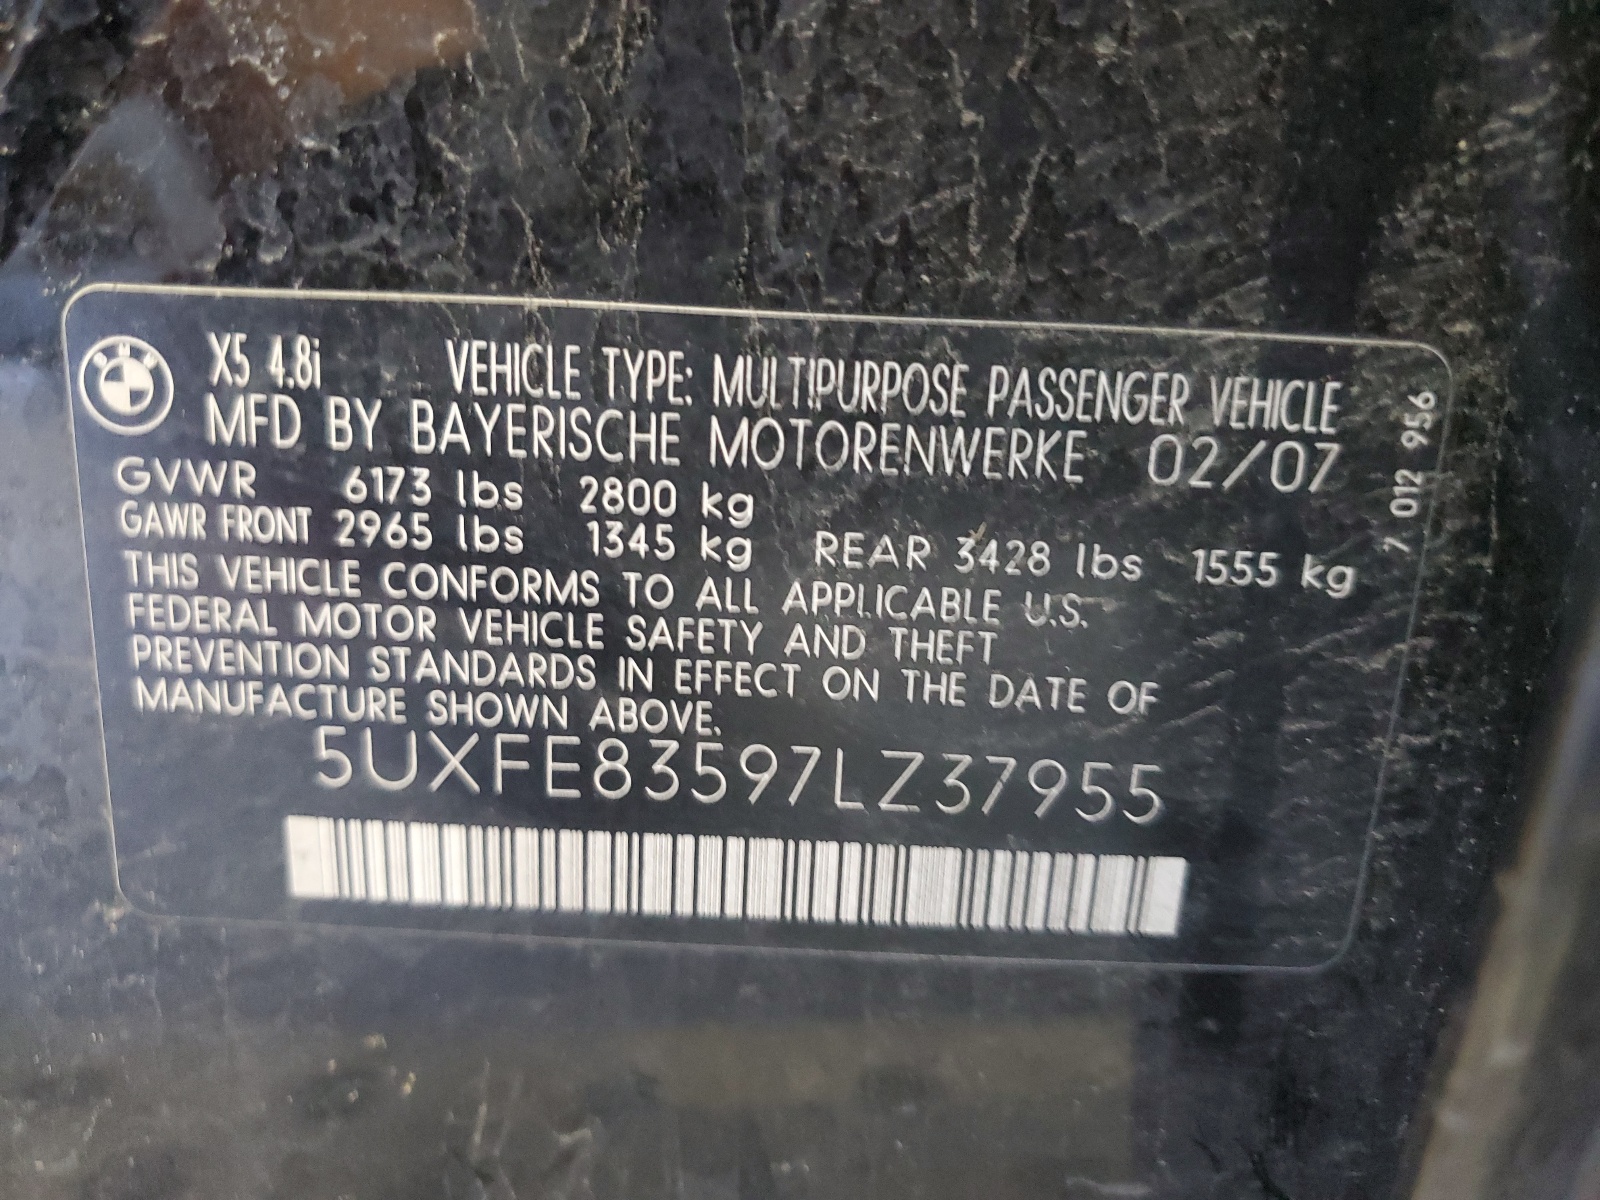 BMW
X5 4.8i VEHICLE TYPE: MULTIPURPOSE PASSENGER VEHICLE
MFD BY BAYERISCHE MOTORENWERKE 02/07
GVWR 6173 lbs 2800 kg
GAWR FRONT 2965 lbs 1345 kg REAR 3428 lbs 1555 kg
THIS VEHICLE CONFORMS TO ALL APPLICABLE U.S.
FEDERAL MOTOR VEHICLE SAFETY AND THEFT
PREVENTION STANDARDS IN EFFECT ON THE DATE OF
MANUFACTURE SHOWN ABOVE.
5UXFE83597LZ37955
7 012 956